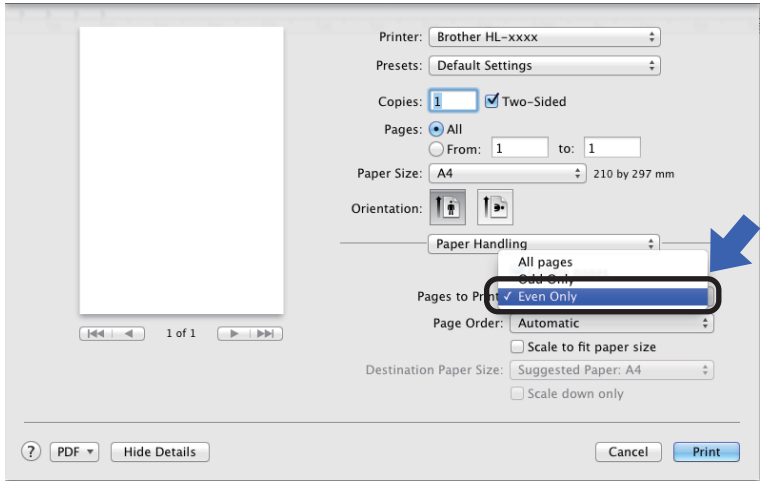 Printer: Brother HL-xxxx
Presets: Default Settings
Copies: 1 Two-Sided
Pages: All
From: 1 to: 1
Paper Size: A4 210 by 297 mm
Orientation:
Paper Handling
All pages
Odd Only
Pages to Print ✓ Even Only
1 of 1
Page Order: Automatic
Scale to fit paper size
Destination Paper Size: Suggested Paper: A4
Scale down only
? PDF Hide Details Cancel Print